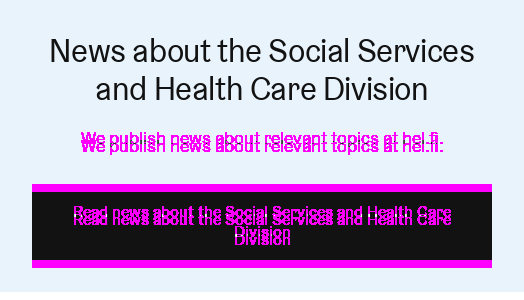 News about the Social Services
and Health Care Division
We publish news about relevant topics at hel.fi.
Read news about the Social Services and Health Care
Division